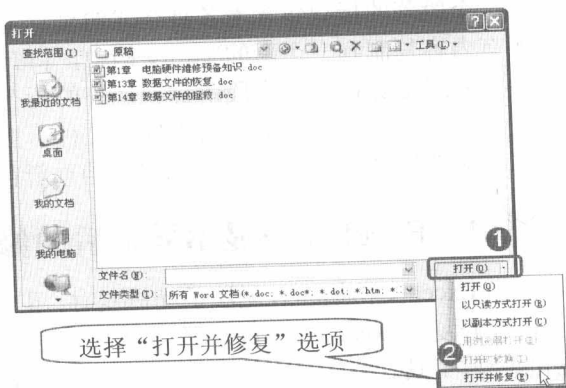 打开
查找范围(I): 原稿 工具(L)
第1章 电脑硬件维修预备知识.doc
第13章 数据文件的恢复.doc
第14章 数据文件的拯救.doc
我最近的文档
桌面
我的文档
我的电脑
文件名(N):
文件类型(T): 所有 Word 文档(*.doc; *.doc*; *.dot; *.htm; *.
1
打开(O)
打开(O)
以只读方式打开(R)
以副本方式打开(C)
2
打开并修复(E)
选择“打开并修复”选项